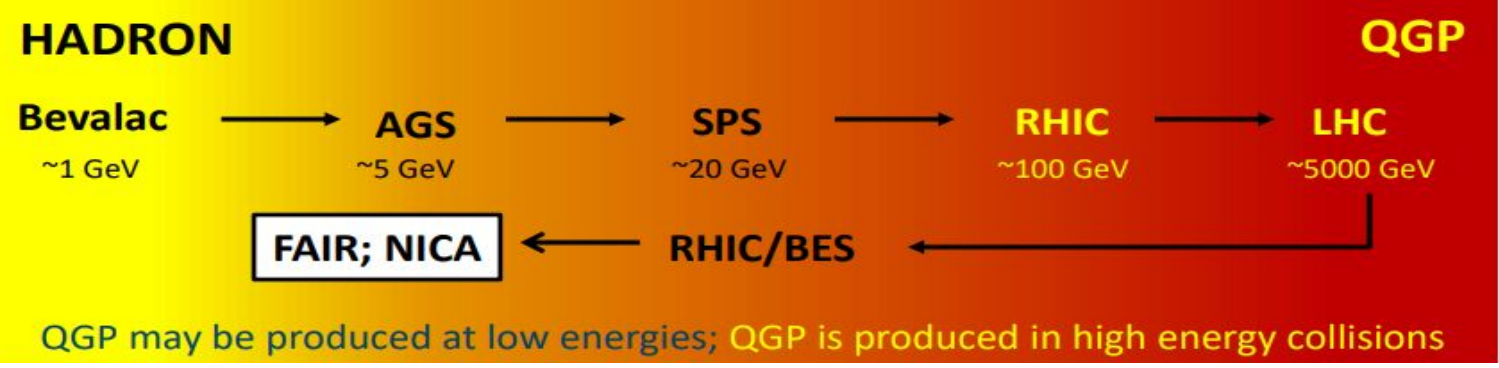 HADRON QGP
Bevalac AGS SPS RHIC LHC
~1 GeV ~5 GeV ~20 GeV ~100 GeV ~5000 GeV
FAIR; NICA RHIC/BES
QGP may be produced at low energies; QGP is produced in high energy collisions